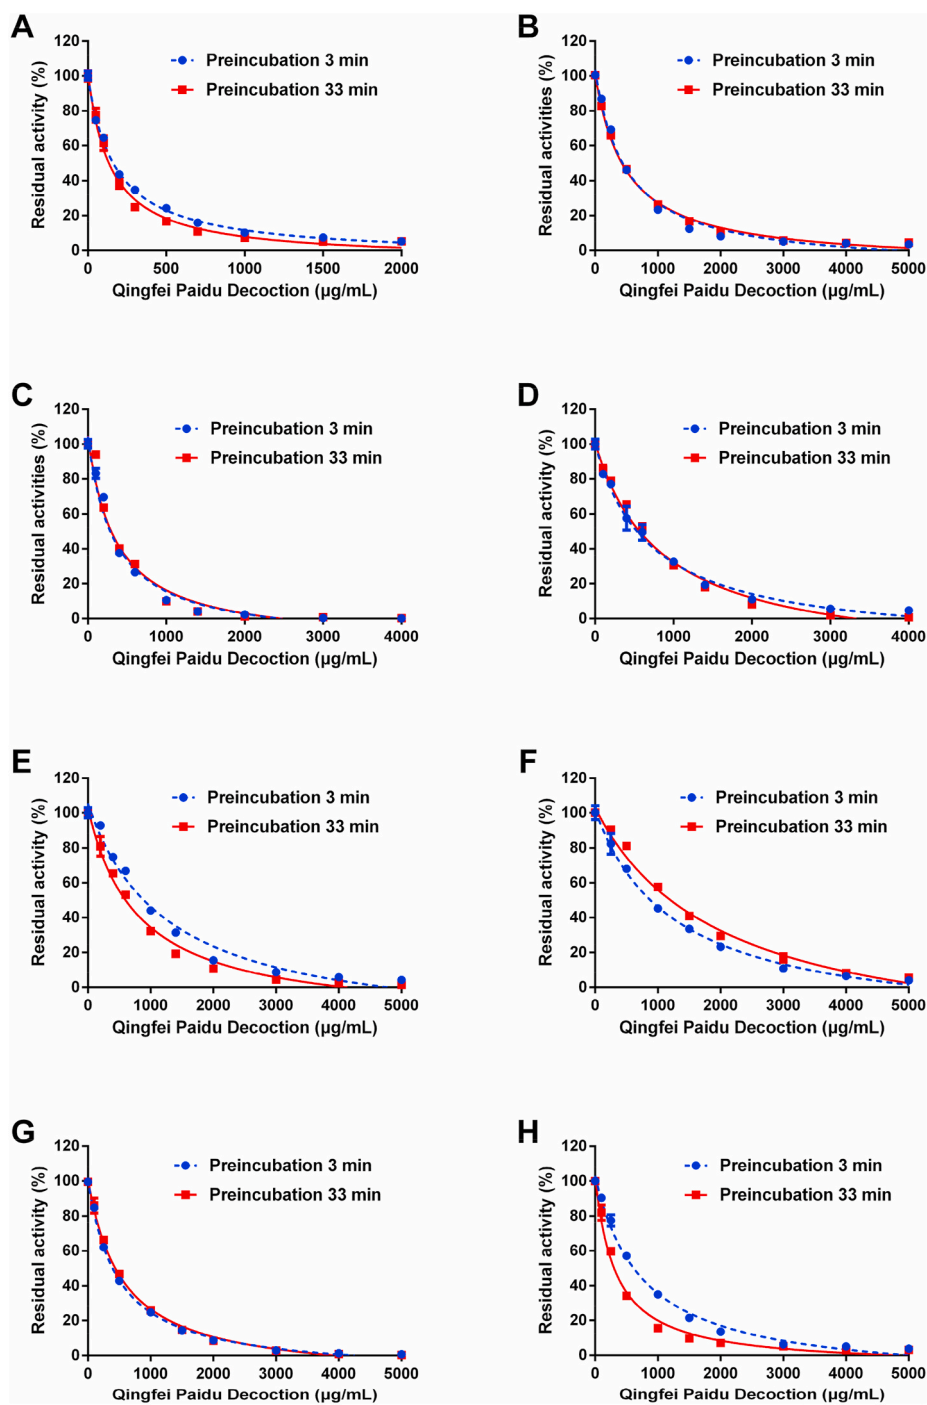 A
120
100
80
60
40
20
0
Residual activity (%)
Preincubation 3 min
Preincubation 33 min
0 500 1000 1500 2000
Qingfei Paidu Decoction (µg/mL)
B
120
100
80
60
40
20
0
Residual activities (%)
Preincubation 3 min
Preincubation 33 min
0 1000 2000 3000 4000 5000
Qingfei Paidu Decoction (µg/mL)
C
120
100
80
60
40
20
0
Residual activities (%)
Preincubation 3 min
Preincubation 33 min
0 1000 2000 3000 4000
Qingfei Paidu Decoction (µg/mL)
D
120
100
80
60
40
20
0
Residual activity (%)
Preincubation 3 min
Preincubation 33 min
0 1000 2000 3000 4000
Qingfei Paidu Decoction (µg/mL)
E
120
100
80
60
40
20
0
Residual activity (%)
Preincubation 3 min
Preincubation 33 min
0 1000 2000 3000 4000 5000
Qingfei Paidu Decoction (µg/mL)
F
120
100
80
60
40
20
0
Residual activity (%)
Preincubation 3 min
Preincubation 33 min
0 1000 2000 3000 4000 5000
Qingfei Paidu Decoction (µg/mL)
G
120
100
80
60
40
20
0
Residual activity (%)
Preincubation 3 min
Preincubation 33 min
0 1000 2000 3000 4000 5000
Qingfei Paidu Decoction (µg/mL)
H
120
100
80
60
40
20
0
Residual activity (%)
Preincubation 3 min
Preincubation 33 min
0 1000 2000 3000 4000 5000
Qingfei Paidu Decoction (µg/mL)